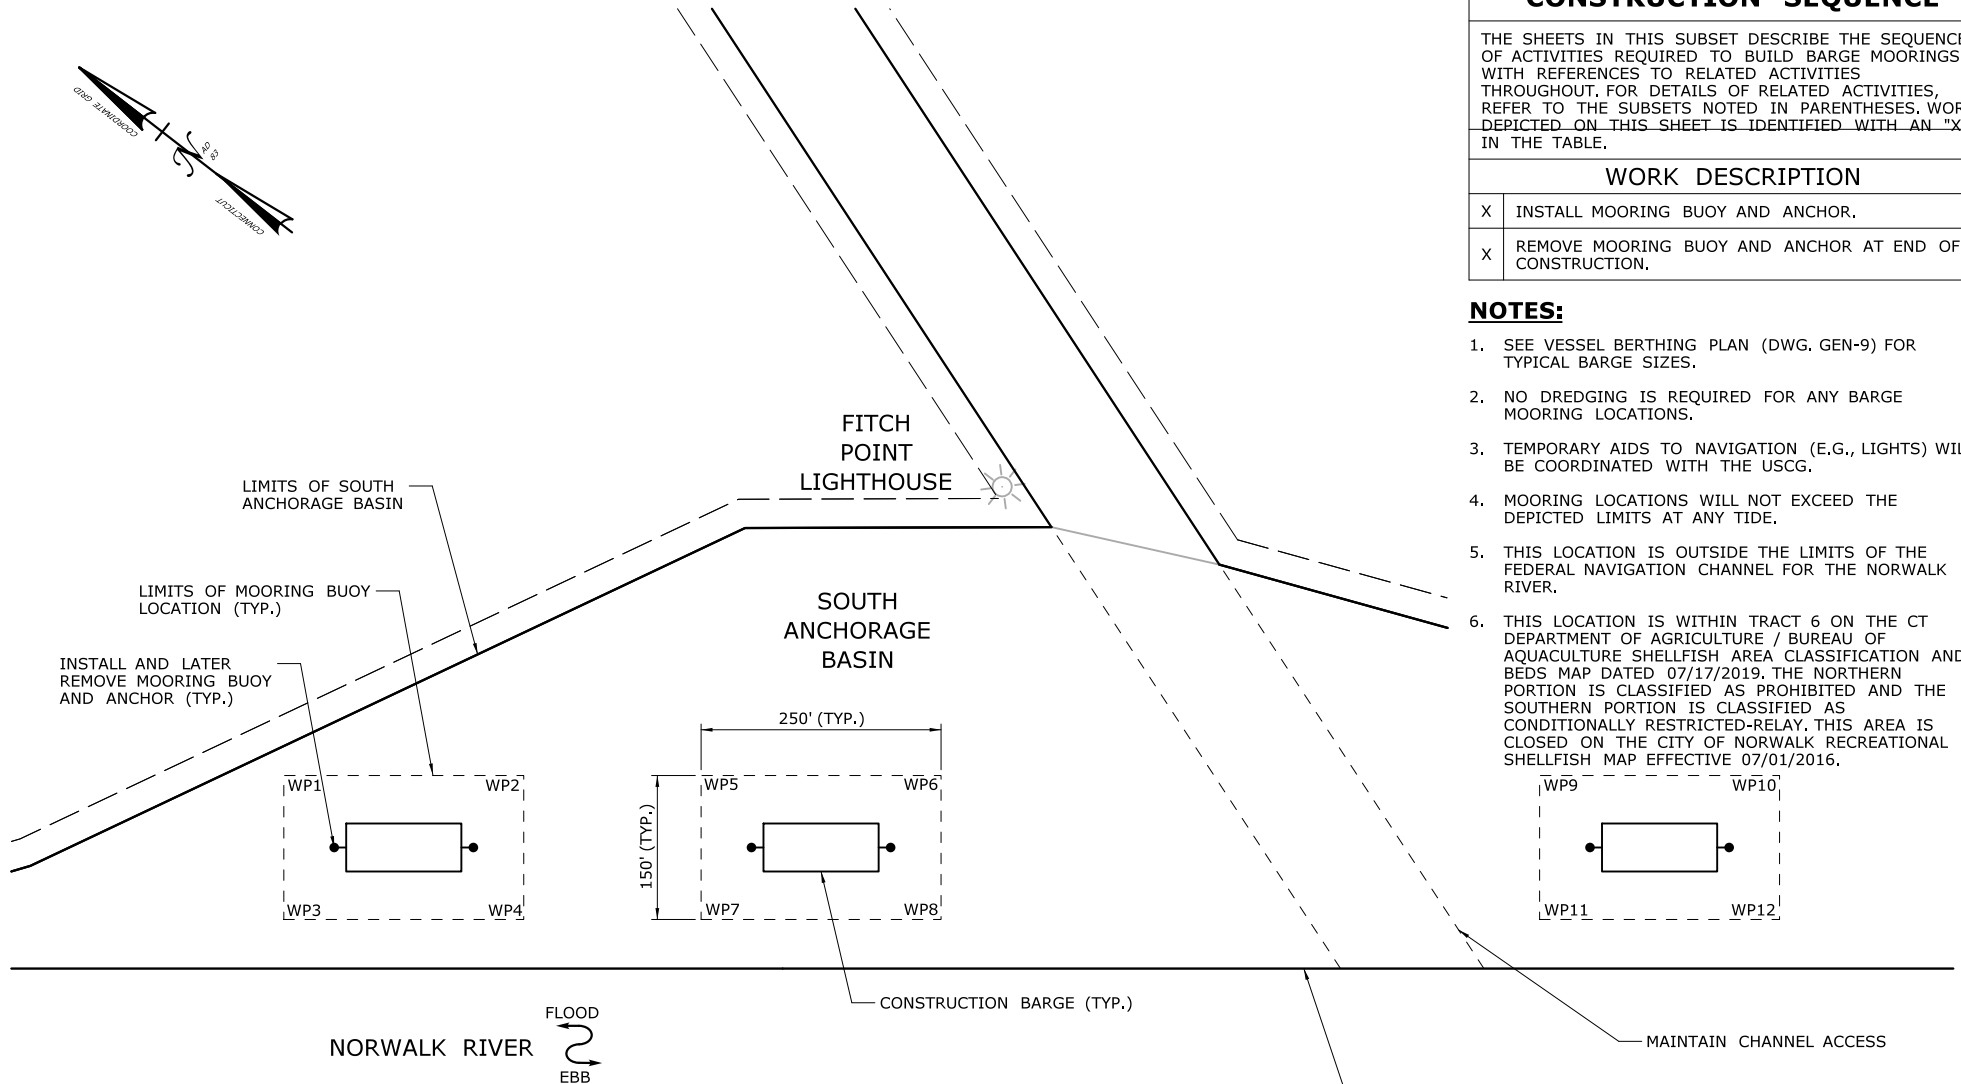 CONSTRUCTION SEQUENCE
THE SHEETS IN THIS SUBSET DESCRIBE THE SEQUENCE
OF ACTIVITIES REQUIRED TO BUILD BARGE MOORINGS
WITH REFERENCES TO RELATED ACTIVITIES
THROUGHOUT. FOR DETAILS OF RELATED ACTIVITIES,
REFER TO THE SUBSETS NOTED IN PARENTHESES. WOR
DEPICTED ON THIS SHEET IS IDENTIFIED WITH AN "X
IN THE TABLE.
WORK DESCRIPTION
X INSTALL MOORING BUOY AND ANCHOR.
X REMOVE MOORING BUOY AND ANCHOR AT END OF
CONSTRUCTION.
NOTES:
1. SEE VESSEL BERTHING PLAN (DWG. GEN-9) FOR
TYPICAL BARGE SIZES.
2. NO DREDGING IS REQUIRED FOR ANY BARGE
MOORING LOCATIONS.
3. TEMPORARY AIDS TO NAVIGATION (E.G., LIGHTS) WIL
BE COORDINATED WITH THE USCG.
4. MOORING LOCATIONS WILL NOT EXCEED THE
DEPICTED LIMITS AT ANY TIDE.
5. THIS LOCATION IS OUTSIDE THE LIMITS OF THE
FEDERAL NAVIGATION CHANNEL FOR THE NORWALK
RIVER.
6. THIS LOCATION IS WITHIN TRACT 6 ON THE CT
DEPARTMENT OF AGRICULTURE / BUREAU OF
AQUACULTURE SHELLFISH AREA CLASSIFICATION AND
BEDS MAP DATED 07/17/2019. THE NORTHERN
PORTION IS CLASSIFIED AS PROHIBITED AND THE
SOUTHERN PORTION IS CLASSIFIED AS
CONDITIONALLY RESTRICTED-RELAY. THIS AREA IS
CLOSED ON THE CITY OF NORWALK RECREATIONAL
SHELLFISH MAP EFFECTIVE 07/01/2016.
COORDINATE GRID
N
AD
83
CONNECTICUT
FITCH
POINT
LIGHTHOUSE
LIMITS OF SOUTH
ANCHORAGE BASIN
LIMITS OF MOORING BUOY
LOCATION (TYP.)
INSTALL AND LATER
REMOVE MOORING BUOY
AND ANCHOR (TYP.)
SOUTH
ANCHORAGE
BASIN
250' (TYP.)
150' (TYP.)
WP1 WP2
WP3 WP4
WP5 WP6
WP7 WP8
WP9 WP10
WP11 WP12
CONSTRUCTION BARGE (TYP.)
MAINTAIN CHANNEL ACCESS
NORWALK RIVER
FLOOD
EBB